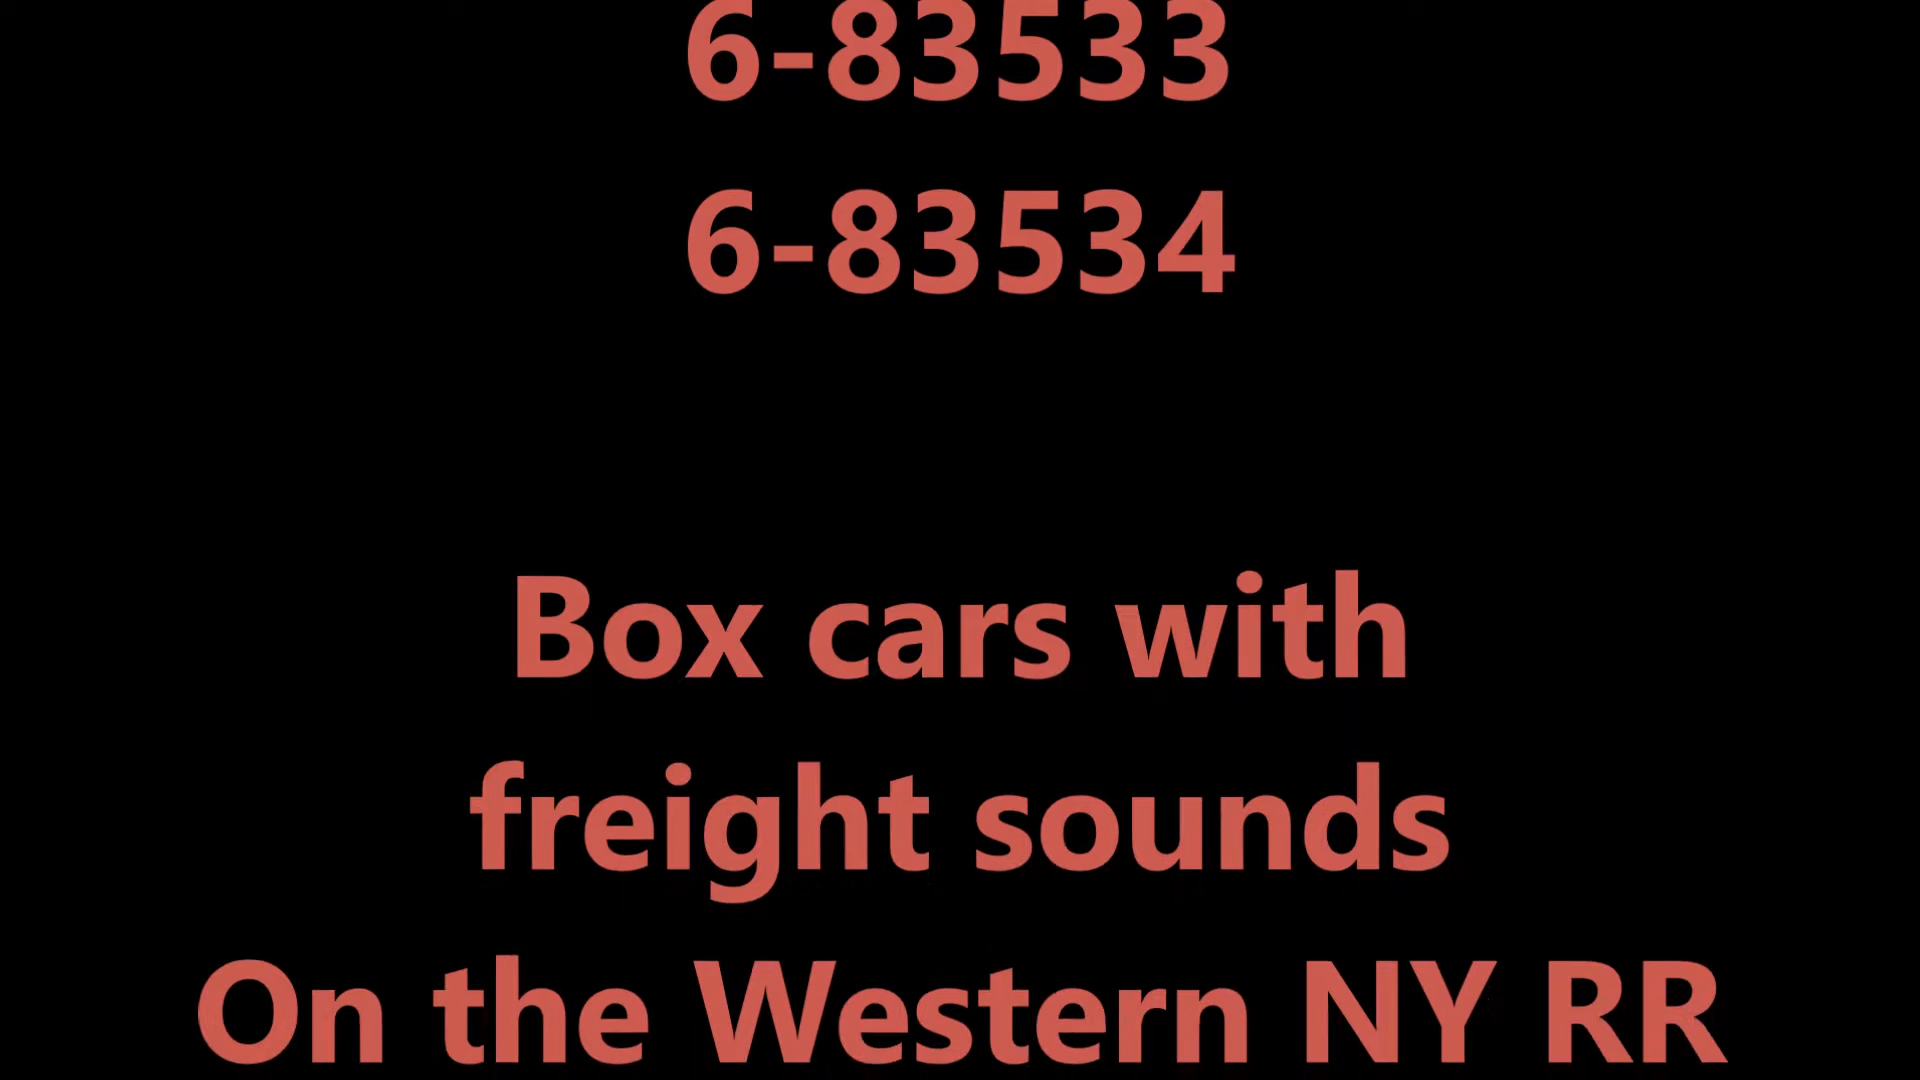 6-83533
6-83534
Box cars with
freight sounds
On the Western NY RR